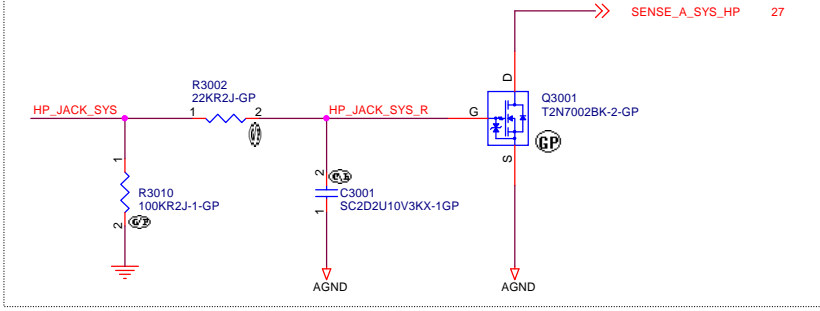 SENSE_A_SYS_HP 27
R3002
22KR2J-GP
HP_JACK_SYS
1
2
HP_JACK_SYS_R
G
D
S
Q3001
T2N7002BK-2-GP
GP
1
2
R3010
100KR2J-1-GP
2
1
C3001
SC2D2U10V3KX-1GP
AGND
AGND